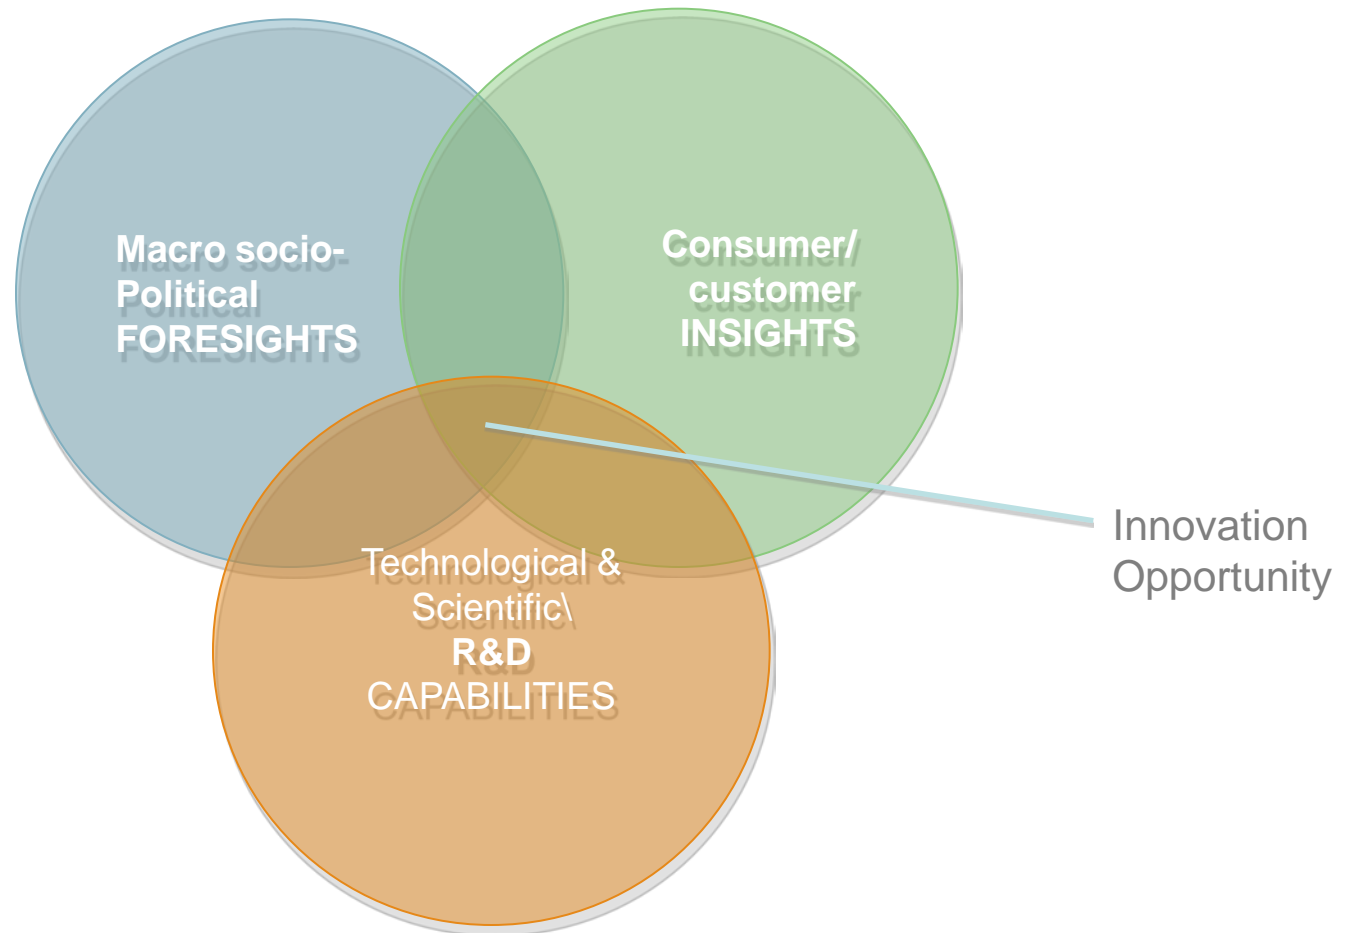 Macro socio-
Political
FORESIGHTS
Consumer/
customer
INSIGHTS
Technological &
Scientific\
R&D
CAPABILITIES
Innovation
Opportunity